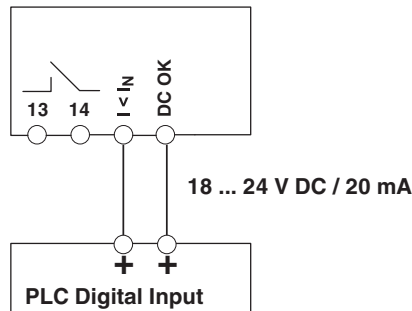 13 14 I < IN DC OK
18 ... 24 V DC / 20 mA
+ +
PLC Digital Input